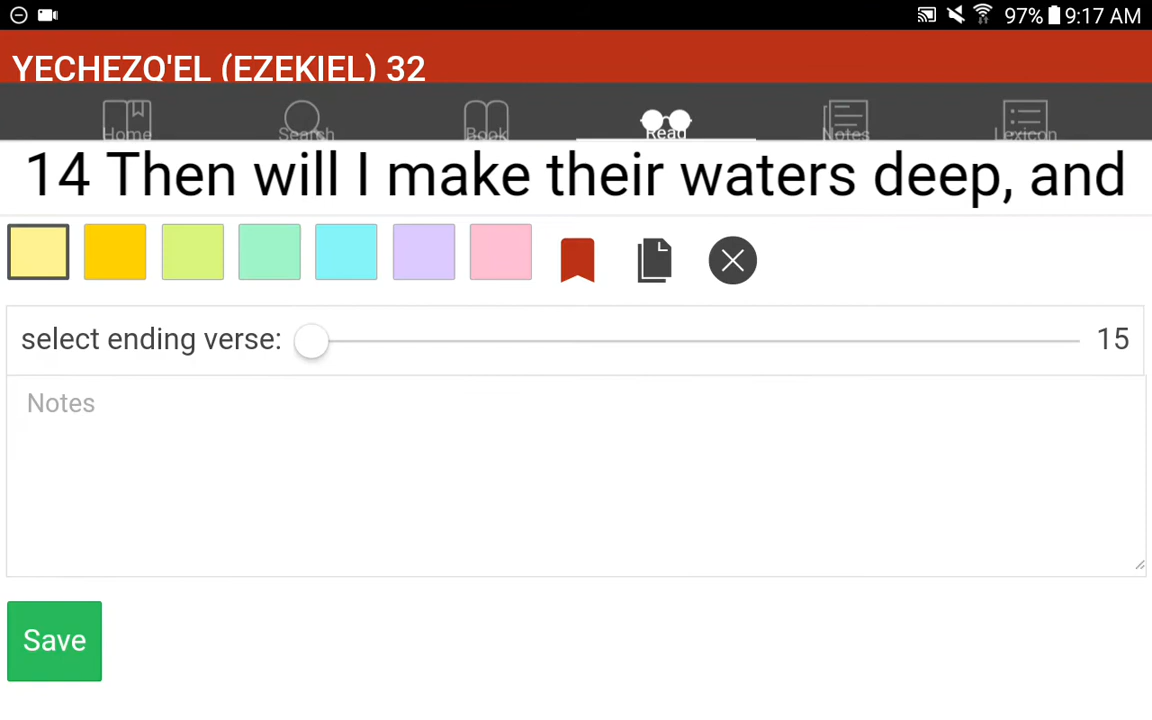 97% 9:17 AM
YECHEZQ'EL (EZEKIEL) 32
Home Search Book Read Notes Lexicon
14 Then will I make their waters deep, and
select ending verse: 15
Notes
Save